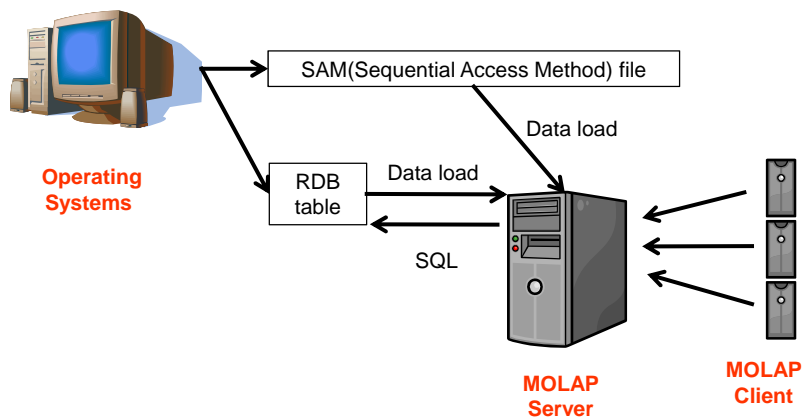 SAM(Sequential Access Method) file
Data load
Operating
Systems
RDB
table
Data load
SQL
MOLAP
Server
MOLAP
Client